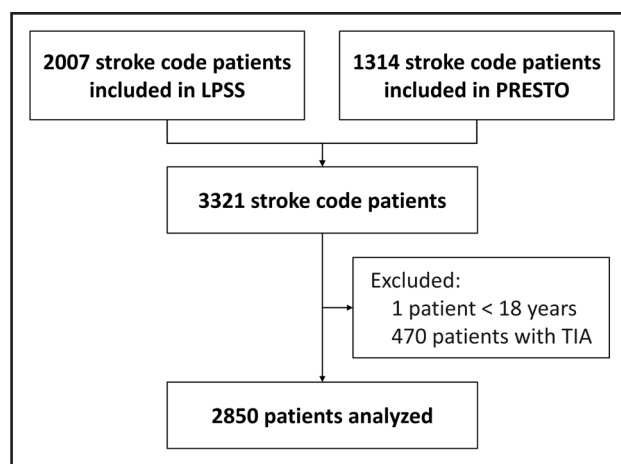 2007 stroke code patients
included in LPSS
1314 stroke code patients
included in PRESTO
3321 stroke code patients
Excluded:
1 patient < 18 years
470 patients with TIA
2850 patients analyzed